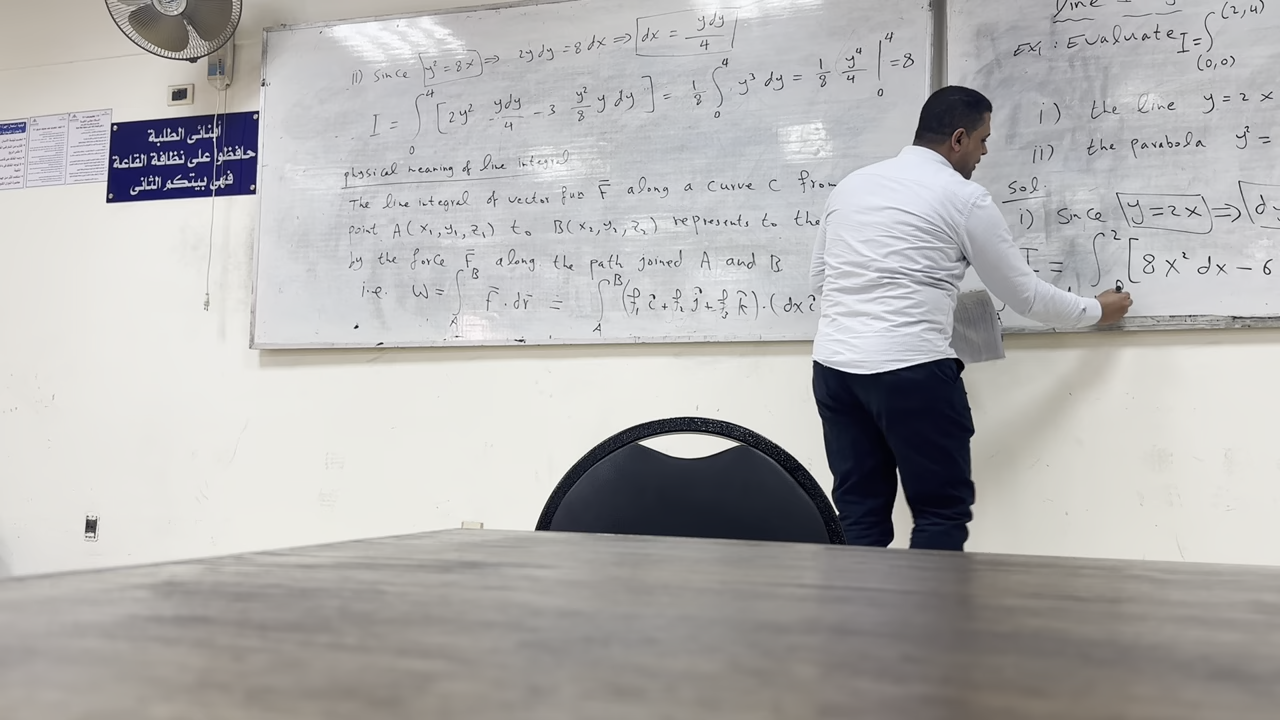 أبنائى الطلبة
حافظوا على نظافة القاعة
فهى بيتكم الثانى
ii) Since y² = 8x ⇒ 2y dy = 8 dx ⇒ dx = y dy / 4
I = ∫₀⁴ [2y² y dy / 4 − 3 y²/8 y dy] = 1/8 ∫₀⁴ y³ dy = 1/8 y⁴/4 |₀⁴ = 8
physical meaning of line integral
The line integral of vector fun F̄ along a curve C from
point A(x₁, y₁, z₁) to B(x₂, y₂, z₂) represents to the
by the force F̄ along the path joined A and B
i.e. W = ∫_A^B F̄ · dr̄ = ∫_A^B (f₁ i + f₂ j + f₃ k) · (dx i
line
Ex: Evaluate I = ∫_(0,0)^(2,4)
i) the line y = 2x
ii) the parabola y² =
sol.
i) Since y = 2x ⇒
I = ∫₀² [8x² dx − 6